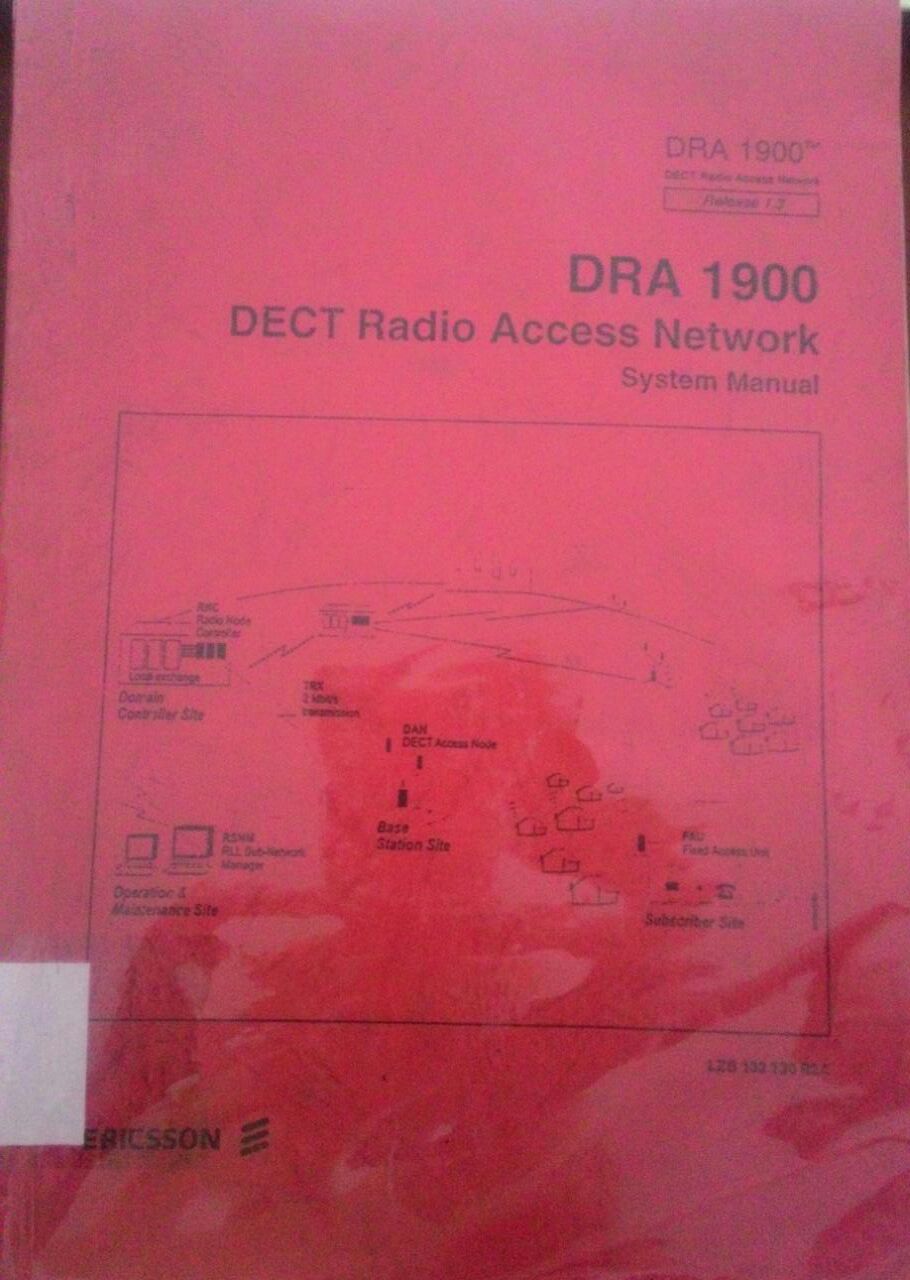 DRA 1900™
DECT Radio Access Network
DRA 1900
DECT Radio Access Network
System Manual
RNC
Radio Node
Controller
Local exchange
Domain
Controller Site
TRX
2 Mbit/s
transmission
DAN
DECT Access Node
Base
Station Site
RSNM
RLL Sub-Network
Manager
Operation &
Maintenance Site
FAU
Fixed Access Unit
Subscriber Site
ERICSSON